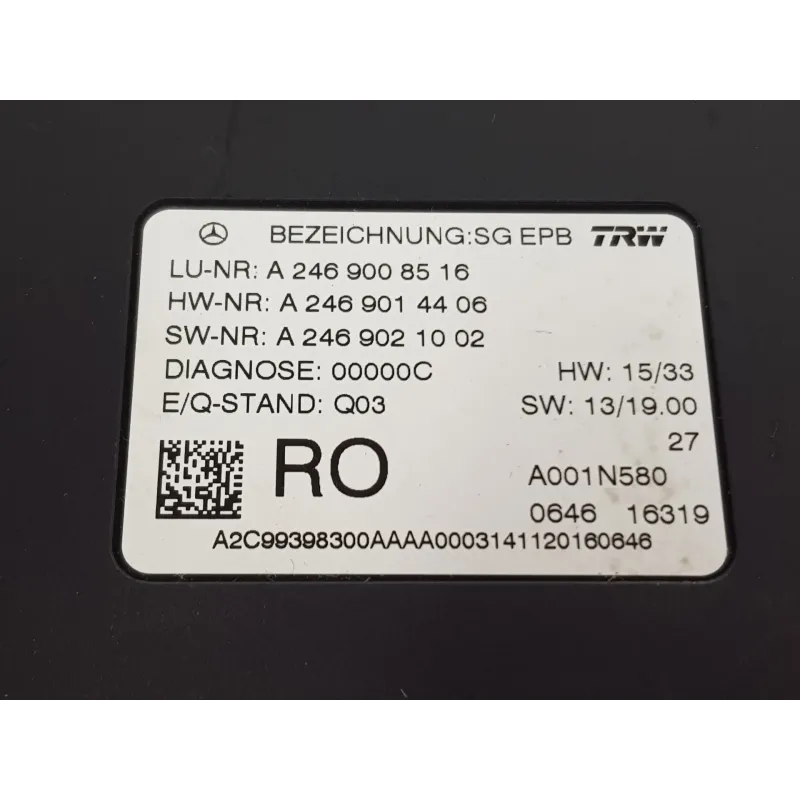 BEZEICHNUNG:SG EPB TRW
LU-NR: A 246 900 85 16
HW-NR: A 246 901 44 06
SW-NR: A 246 902 10 02
DIAGNOSE: 00000C HW: 15/33
E/Q-STAND: Q03 SW: 13/19.00
27
RO A001N580
0646 16319
A2C99398300AAAA0003141120160646